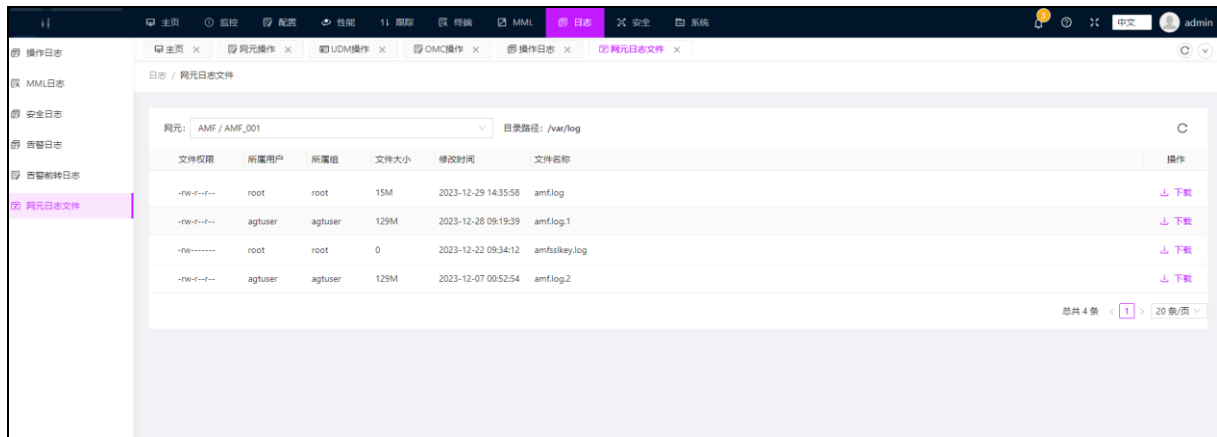 主页 监控 配置 性能 跟踪 终端 MML 日志 安全 系统 3 中文 admin
操作日志
MML日志
安全日志
告警日志
告警前转日志
网元日志文件
主页 网元操作 UDM操作 OMC操作 操作日志 网元日志文件
日志 / 网元日志文件
网元: AMF / AMF_001 目录路径: /var/log
文件权限 所属用户 所属组 文件大小 修改时间 文件名称 操作
-rw-r--r-- root root 15M 2023-12-29 14:35:58 amf.log 下载
-rw-r--r-- agtuser agtuser 129M 2023-12-28 09:19:39 amf.log.1 下载
-rw------- root root 0 2023-12-22 09:34:12 amfsslkey.log 下载
-rw-r--r-- agtuser agtuser 129M 2023-12-07 00:52:54 amf.log.2 下载
总共 4 条 < 1 > 20 条/页